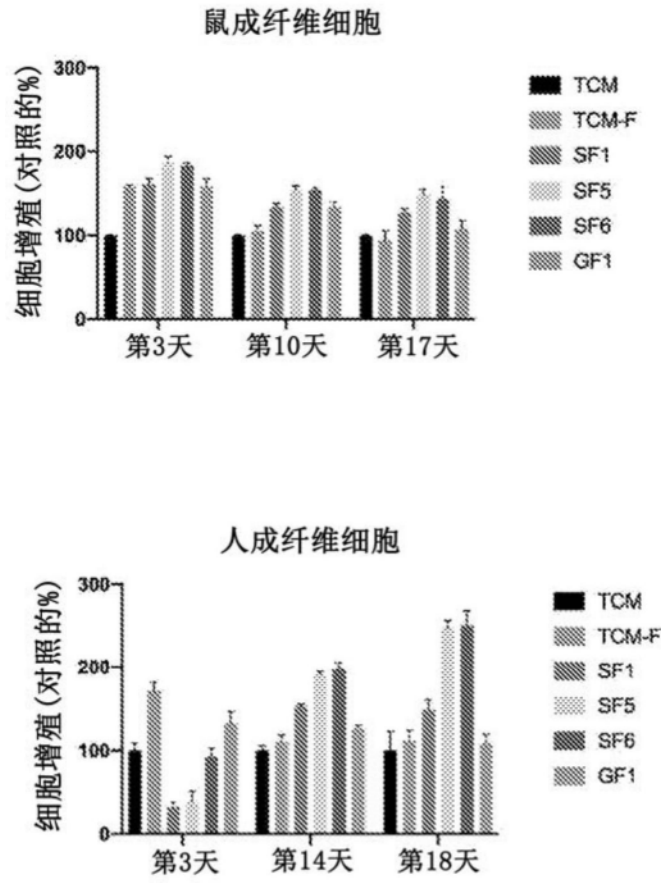 鼠成纤维细胞
细胞增殖(对照的%)
300
200
100
0
第3天
第10天
第17天
TCM
TCM-F
SF1
SF5
SF6
GF1
人成纤维细胞
细胞增殖(对照的%)
300
200
100
0
第3天
第14天
第18天
TCM
TCM-F
SF1
SF5
SF6
GF1